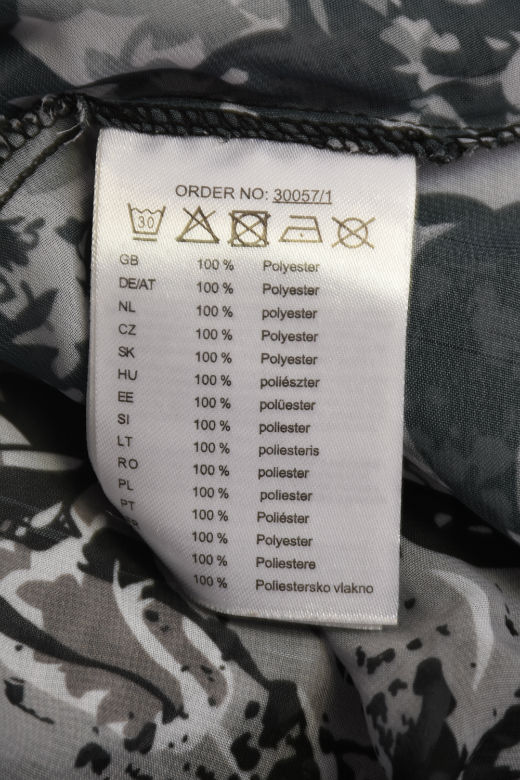 ORDER NO: 30057/1
30
GB 100 % Polyester
DE/AT 100 % Polyester
NL 100 % polyester
CZ 100 % Polyester
SK 100 % Polyester
HU 100 % poliészter
EE 100 % polüester
SI 100 % poliester
LT 100 % poliesteris
RO 100 % poliester
PL 100 % poliester
PT 100 % Poliéster
100 % Polyester
100 % Poliestere
100 % Poliestersko vlakno